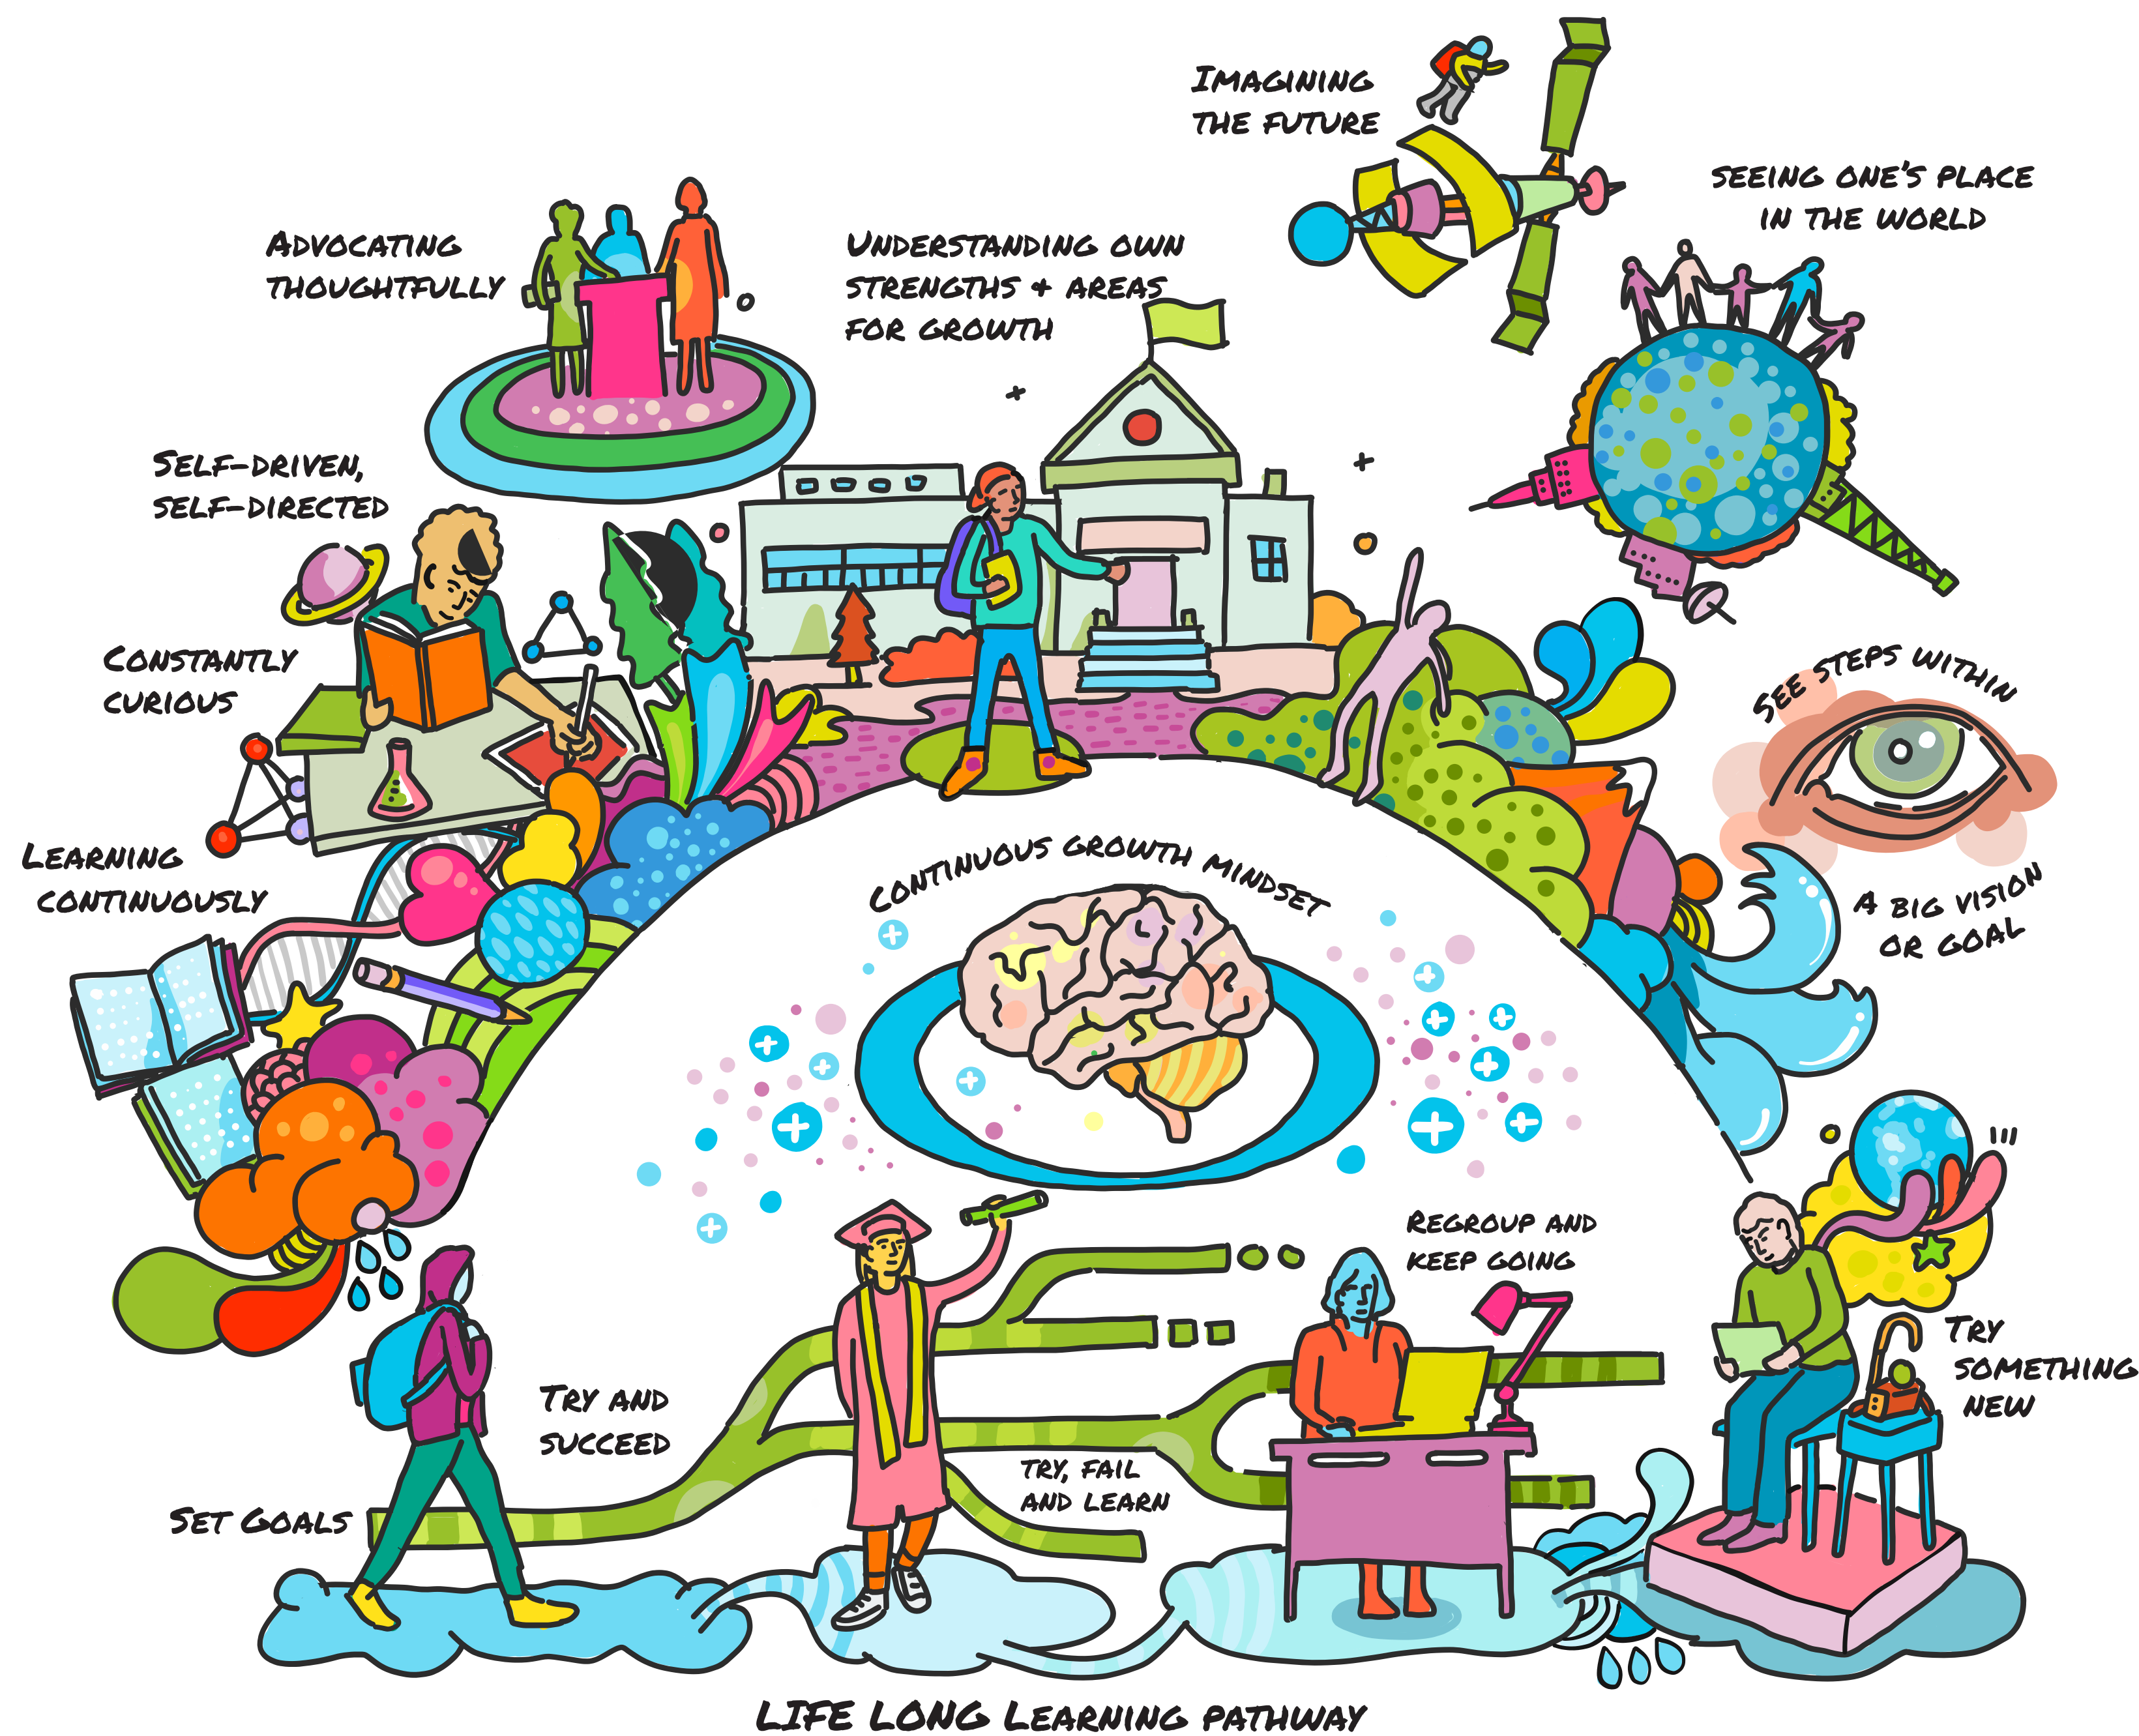 IMAGINING
THE FUTURE
SEEING ONE'S PLACE
IN THE WORLD
ADVOCATING
THOUGHTFULLY
UNDERSTANDING OWN
STRENGTHS & AREAS
FOR GROWTH
SELF-DRIVEN,
SELF-DIRECTED
CONSTANTLY
CURIOUS
SEE STEPS WITHIN
A BIG VISION
OR GOAL
LEARNING
CONTINUOUSLY
CONTINUOUS GROWTH MINDSET
REGROUP AND
KEEP GOING
TRY
SOMETHING
NEW
TRY AND
SUCCEED
TRY, FAIL
AND LEARN
SET GOALS
LIFE LONG LEARNING PATHWAY